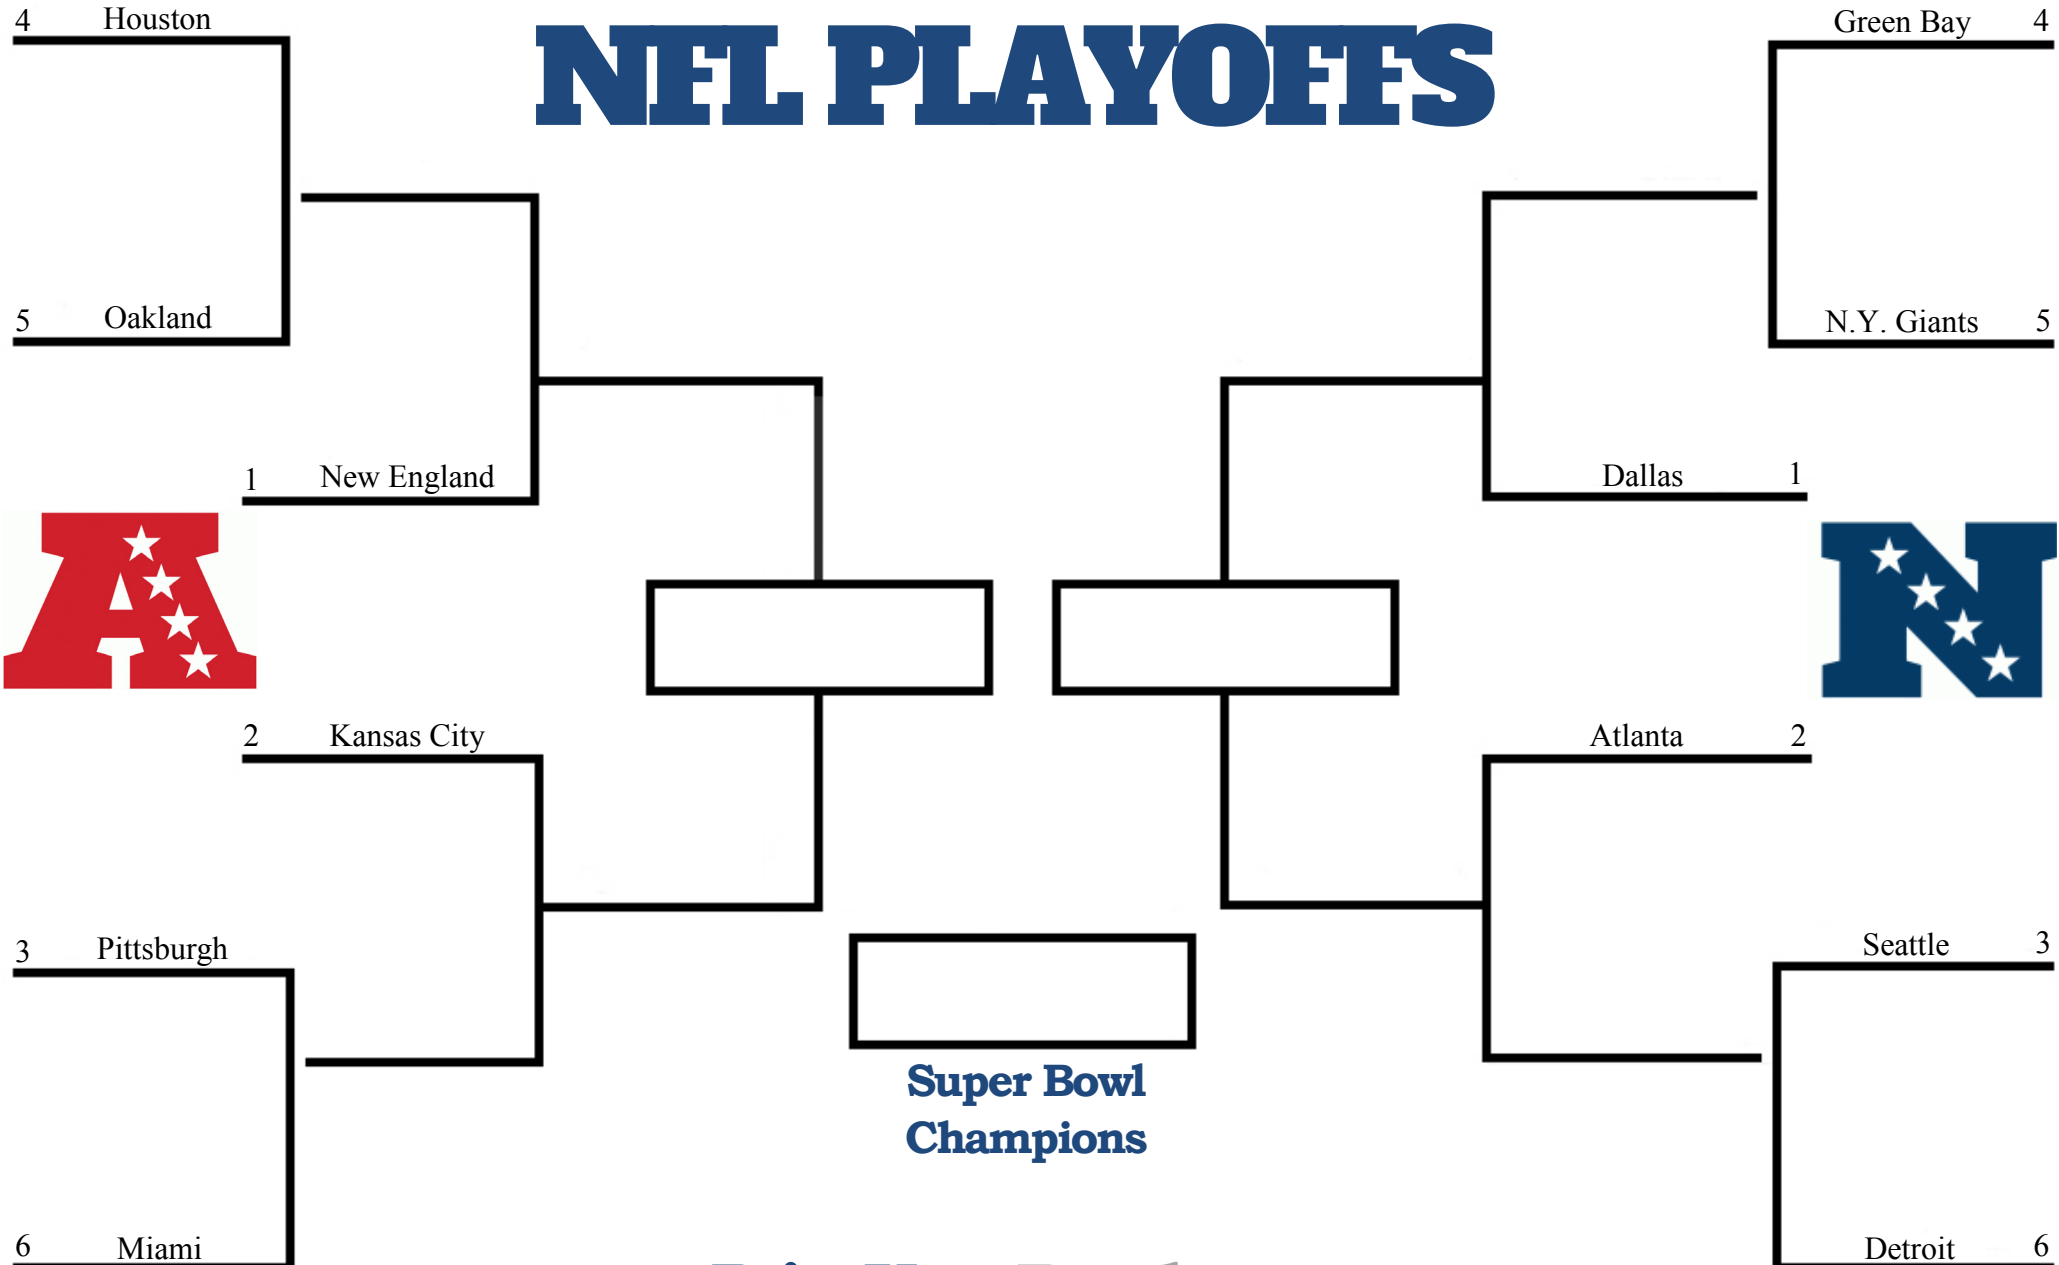 NFL PLAYOFFS
4 Houston
Green Bay 4
5 Oakland
N.Y. Giants 5
1 New England
Dallas 1
A
N
2 Kansas City
Atlanta 2
3 Pittsburgh
Seattle 3
Super Bowl
Champions
6 Miami
Detroit 6